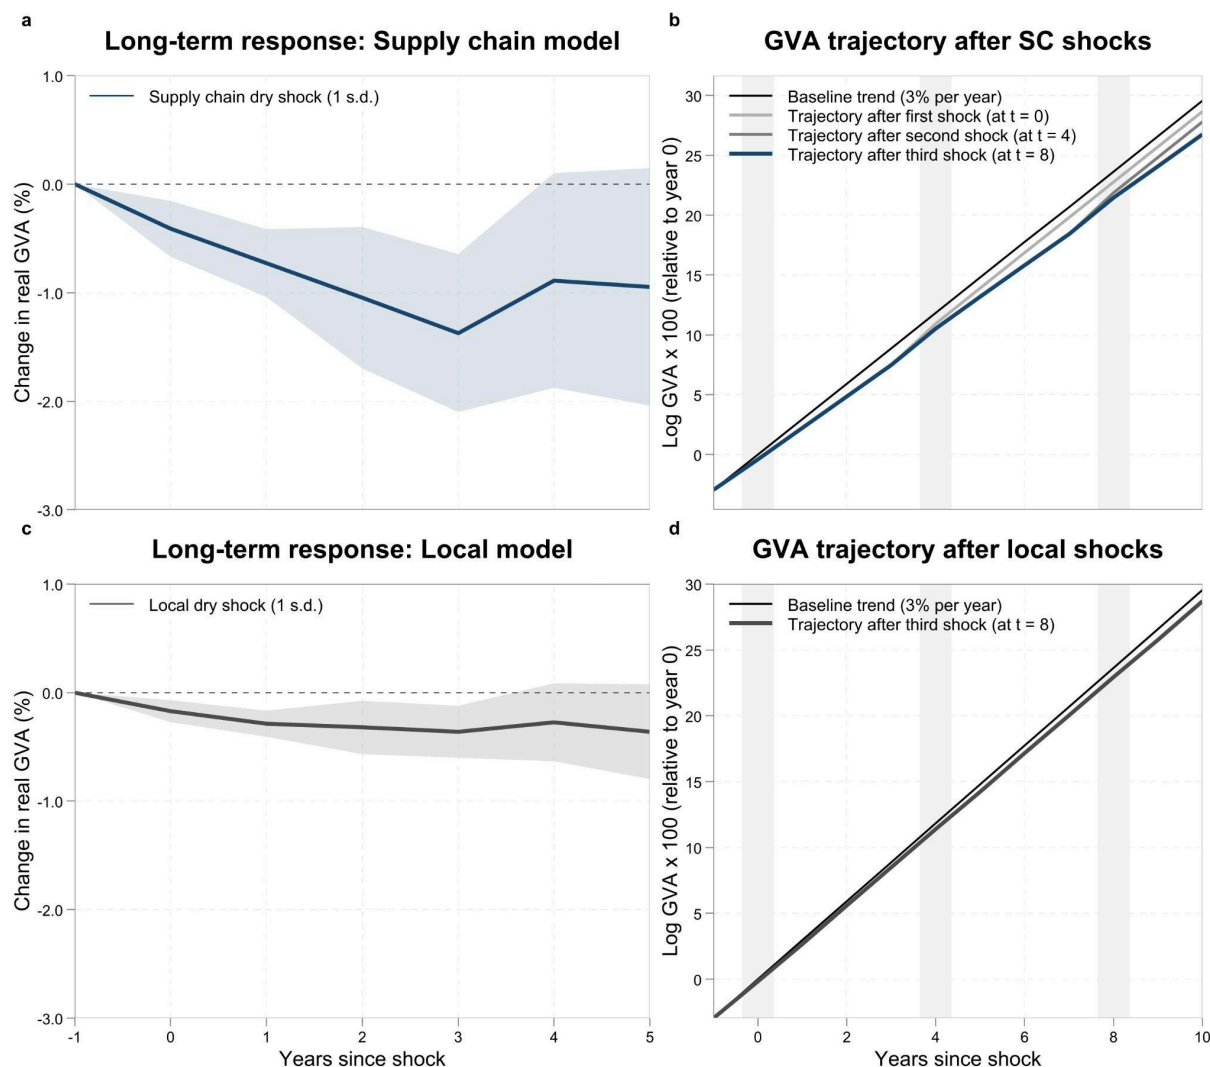 a
Long-term response: Supply chain model
1.0
0.0
-1.0
-2.0
-3.0
Change in real GVA (%)
Supply chain dry shock (1 s.d.)
b
GVA trajectory after SC shocks
30
25
20
15
10
5
0
Log GVA x 100 (relative to year 0)
Baseline trend (3% per year)
Trajectory after first shock (at t = 0)
Trajectory after second shock (at t = 4)
Trajectory after third shock (at t = 8)
c
Long-term response: Local model
1.0
0.0
-1.0
-2.0
-3.0
Change in real GVA (%)
Local dry shock (1 s.d.)
-1 0 1 2 3 4 5
Years since shock
d
GVA trajectory after local shocks
30
25
20
15
10
5
0
Log GVA x 100 (relative to year 0)
Baseline trend (3% per year)
Trajectory after third shock (at t = 8)
0 2 4 6 8 10
Years since shock